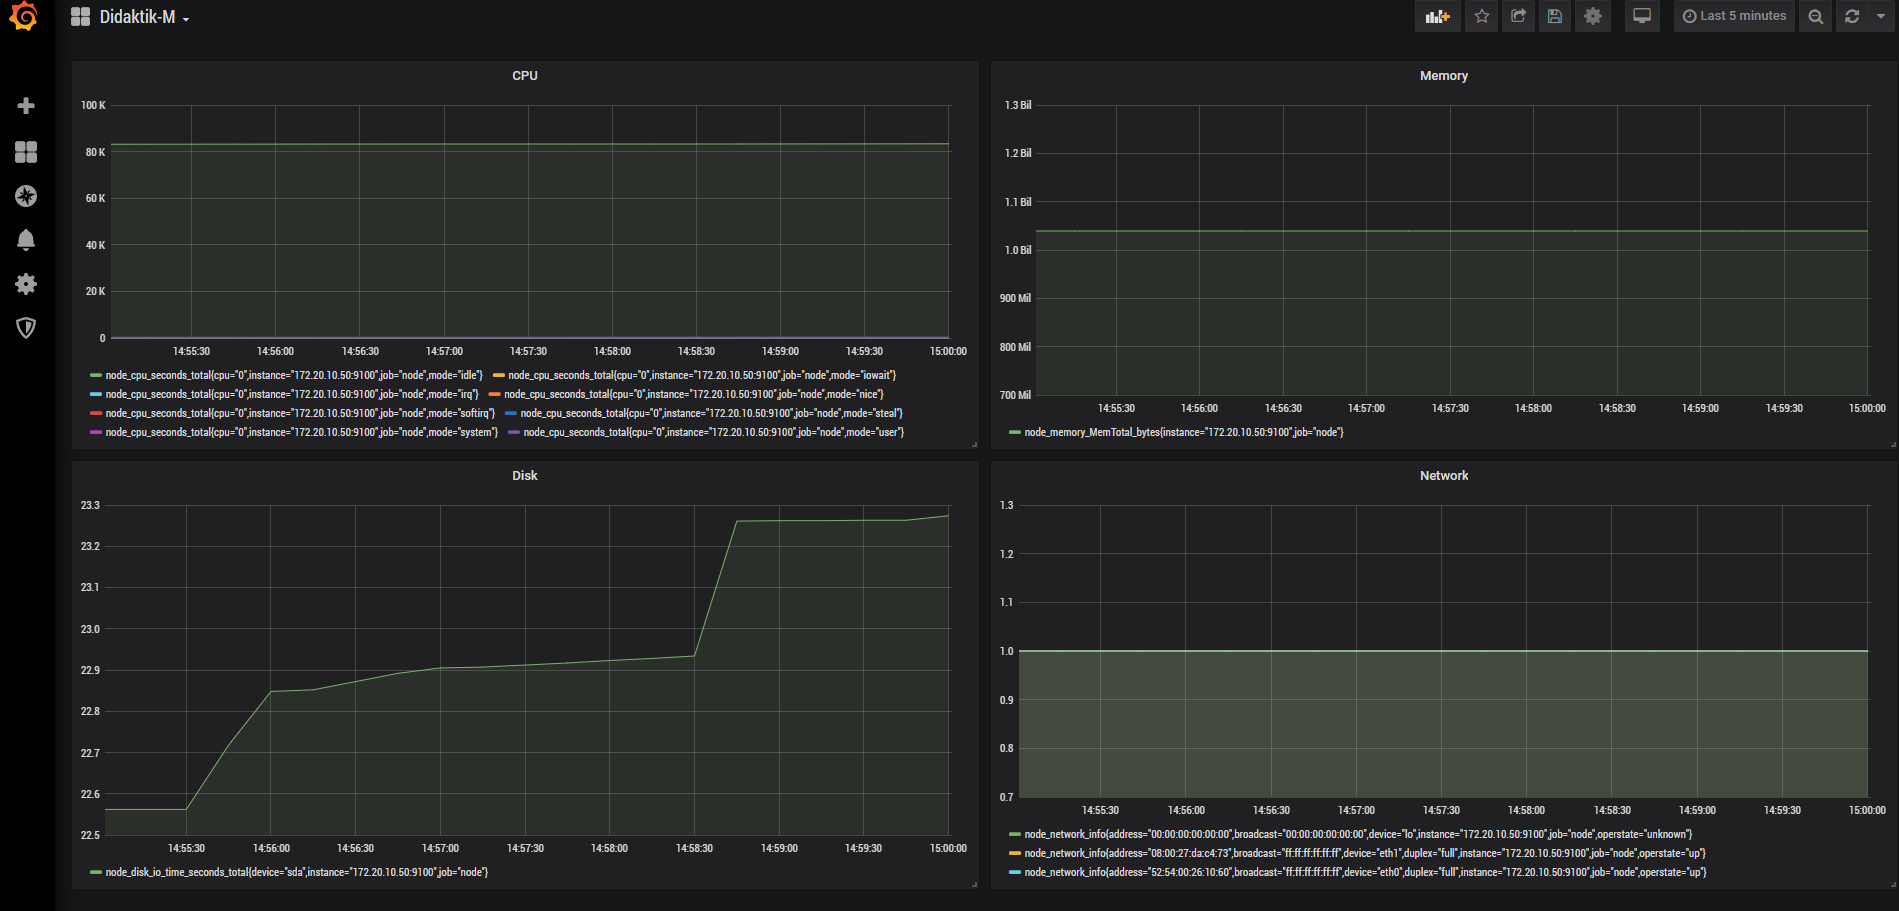 Didaktik-M
Last 5 minutes
CPU
100 K
80 K
60 K
40 K
20 K
0
14:55:30 14:56:00 14:56:30 14:57:00 14:57:30 14:58:00 14:58:30 14:59:00 14:59:30 15:00:00
node_cpu_seconds_total{cpu="0",instance="172.20.10.50:9100",job="node",mode="idle"} node_cpu_seconds_total{cpu="0",instance="172.20.10.50:9100",job="node",mode="iowait"}
node_cpu_seconds_total{cpu="0",instance="172.20.10.50:9100",job="node",mode="irq"} node_cpu_seconds_total{cpu="0",instance="172.20.10.50:9100",job="node",mode="nice"}
node_cpu_seconds_total{cpu="0",instance="172.20.10.50:9100",job="node",mode="softirq"} node_cpu_seconds_total{cpu="0",instance="172.20.10.50:9100",job="node",mode="steal"}
node_cpu_seconds_total{cpu="0",instance="172.20.10.50:9100",job="node",mode="system"} node_cpu_seconds_total{cpu="0",instance="172.20.10.50:9100",job="node",mode="user"}
Memory
1.3 Bil
1.2 Bil
1.1 Bil
1.0 Bil
900 Mil
800 Mil
700 Mil
14:55:30 14:56:00 14:56:30 14:57:00 14:57:30 14:58:00 14:58:30 14:59:00 14:59:30 15:00:00
node_memory_MemTotal_bytes{instance="172.20.10.50:9100",job="node"}
Disk
23.3
23.2
23.1
23.0
22.9
22.8
22.7
22.6
22.5
14:55:30 14:56:00 14:56:30 14:57:00 14:57:30 14:58:00 14:58:30 14:59:00 14:59:30 15:00:00
node_disk_io_time_seconds_total{device="sda",instance="172.20.10.50:9100",job="node"}
Network
1.3
1.2
1.1
1.0
0.9
0.8
0.7
14:55:30 14:56:00 14:56:30 14:57:00 14:57:30 14:58:00 14:58:30 14:59:00 14:59:30 15:00:00
node_network_info{address="00:00:00:00:00:00",broadcast="00:00:00:00:00:00",device="lo",instance="172.20.10.50:9100",job="node",operstate="unknown"}
node_network_info{address="08:00:27:da:c4:73",broadcast="ff:ff:ff:ff:ff:ff",device="eth1",duplex="full",instance="172.20.10.50:9100",job="node",operstate="up"}
node_network_info{address="52:54:00:26:10:60",broadcast="ff:ff:ff:ff:ff:ff",device="eth0",duplex="full",instance="172.20.10.50:9100",job="node",operstate="up"}